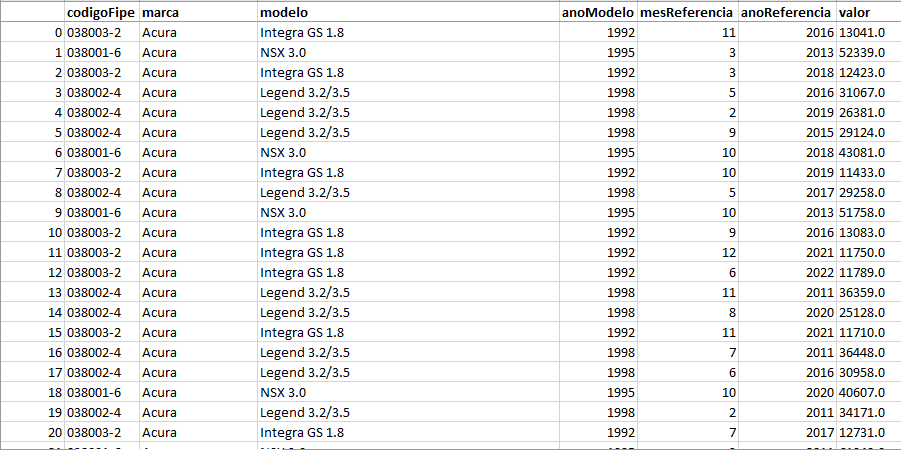 codigoFipe marca modelo anoModelo mesReferencia anoReferencia valor
0 038003-2 Acura Integra GS 1.8 1992 11 2016 13041.0
1 038001-6 Acura NSX 3.0 1995 3 2013 52339.0
2 038003-2 Acura Integra GS 1.8 1992 3 2018 12423.0
3 038002-4 Acura Legend 3.2/3.5 1998 5 2016 31067.0
4 038002-4 Acura Legend 3.2/3.5 1998 2 2019 26381.0
5 038002-4 Acura Legend 3.2/3.5 1998 9 2015 29124.0
6 038001-6 Acura NSX 3.0 1995 10 2018 43081.0
7 038003-2 Acura Integra GS 1.8 1992 10 2019 11433.0
8 038002-4 Acura Legend 3.2/3.5 1998 5 2017 29258.0
9 038001-6 Acura NSX 3.0 1995 10 2013 51758.0
10 038003-2 Acura Integra GS 1.8 1992 9 2016 13083.0
11 038003-2 Acura Integra GS 1.8 1992 12 2021 11750.0
12 038003-2 Acura Integra GS 1.8 1992 6 2022 11789.0
13 038002-4 Acura Legend 3.2/3.5 1998 11 2011 36359.0
14 038002-4 Acura Legend 3.2/3.5 1998 8 2020 25128.0
15 038003-2 Acura Integra GS 1.8 1992 11 2021 11710.0
16 038002-4 Acura Legend 3.2/3.5 1998 7 2011 36448.0
17 038002-4 Acura Legend 3.2/3.5 1998 6 2016 30958.0
18 038001-6 Acura NSX 3.0 1995 10 2020 40607.0
19 038002-4 Acura Legend 3.2/3.5 1998 2 2011 34171.0
20 038003-2 Acura Integra GS 1.8 1992 7 2017 12731.0